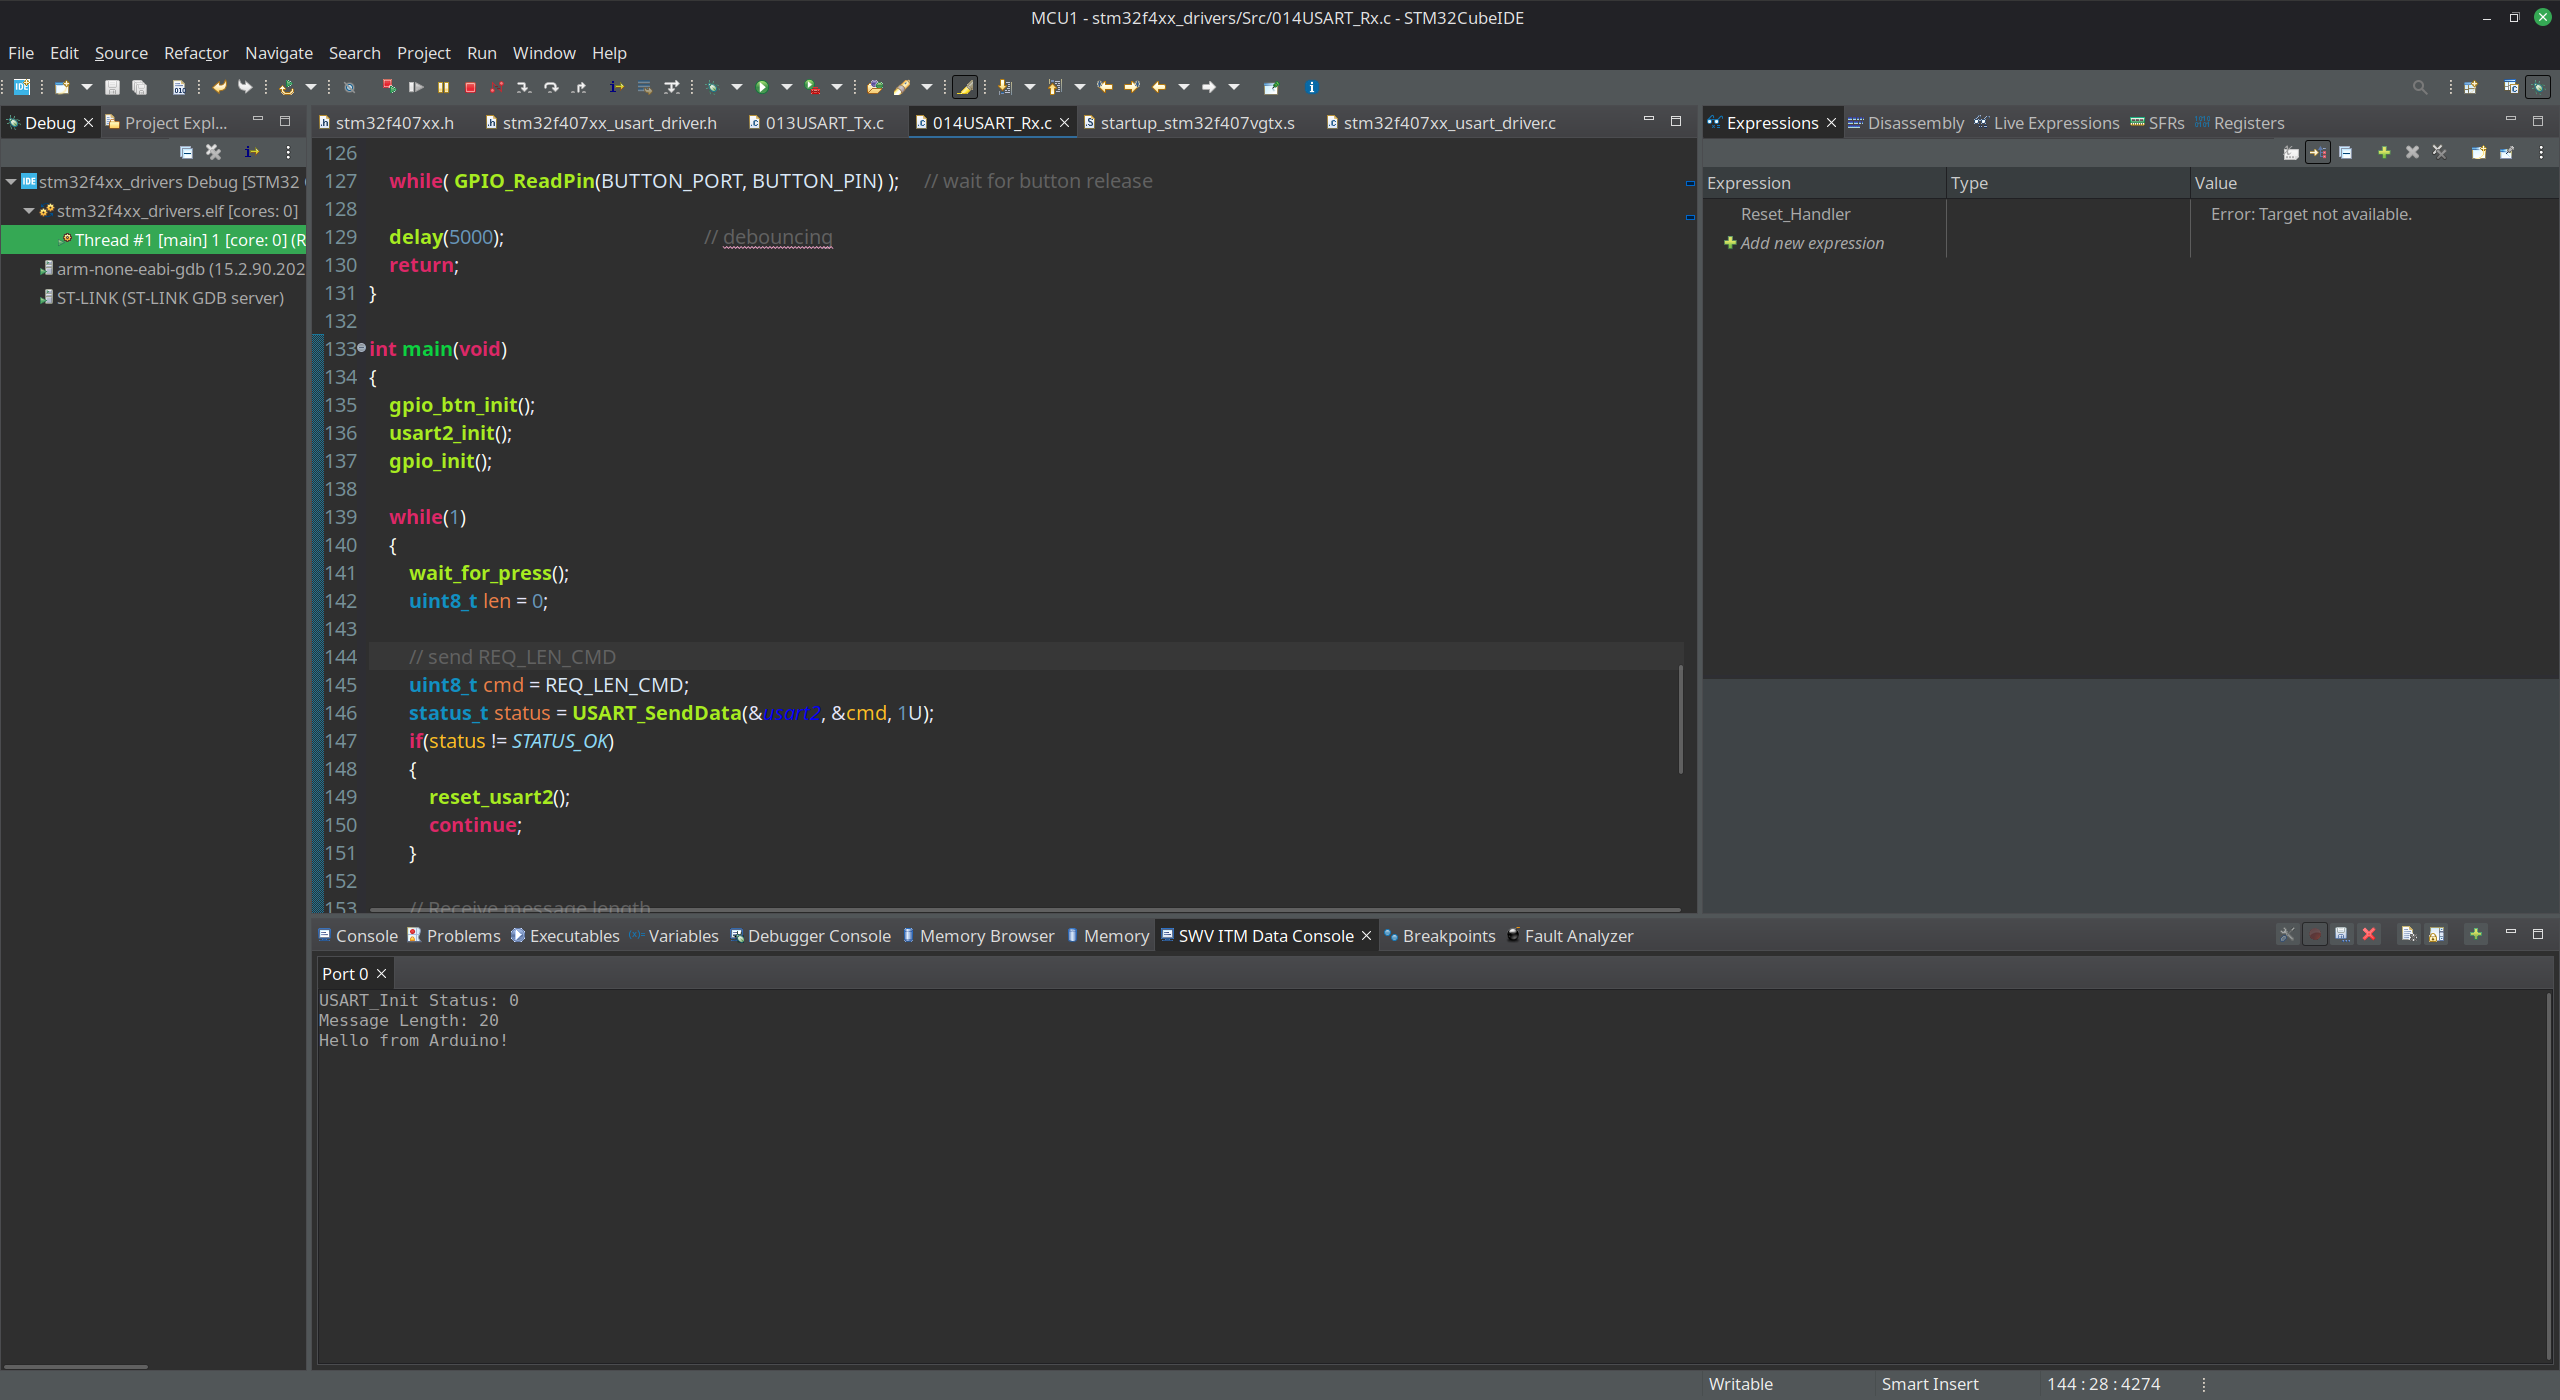 MCU1 - stm32f4xx_drivers/Src/014USART_Rx.c - STM32CubeIDE
File Edit Source Refactor Navigate Search Project Run Window Help
Debug Project Expl...
stm32f407xx.h stm32f407xx_usart_driver.h 013USART_Tx.c 014USART_Rx.c startup_stm32f407vgtx.s stm32f407xx_usart_driver.c
Expressions Disassembly Live Expressions SFRs Registers
stm32f4xx_drivers Debug [STM32
stm32f4xx_drivers.elf [cores: 0]
Thread #1 [main] 1 [core: 0] (R
arm-none-eabi-gdb (15.2.90.202
ST-LINK (ST-LINK GDB server)
126
127 while( GPIO_ReadPin(BUTTON_PORT, BUTTON_PIN) ); // wait for button release
128
129 delay(5000); // debouncing
130 return;
131 }
132
133 int main(void)
134 {
135 gpio_btn_init();
136 usart2_init();
137 gpio_init();
138
139 while(1)
140 {
141 wait_for_press();
142 uint8_t len = 0;
143
144 // send REQ_LEN_CMD
145 uint8_t cmd = REQ_LEN_CMD;
146 status_t status = USART_SendData(&usart2, &cmd, 1U);
147 if(status != STATUS_OK)
148 {
149 reset_usart2();
150 continue;
151 }
152
153 // Receive message length
Expression Type Value
Reset_Handler Error: Target not available.
Add new expression
Console Problems Executables Variables Debugger Console Memory Browser Memory SWV ITM Data Console Breakpoints Fault Analyzer
Port 0
USART_Init Status: 0
Message Length: 20
Hello from Arduino!
Writable Smart Insert 144 : 28 : 4274